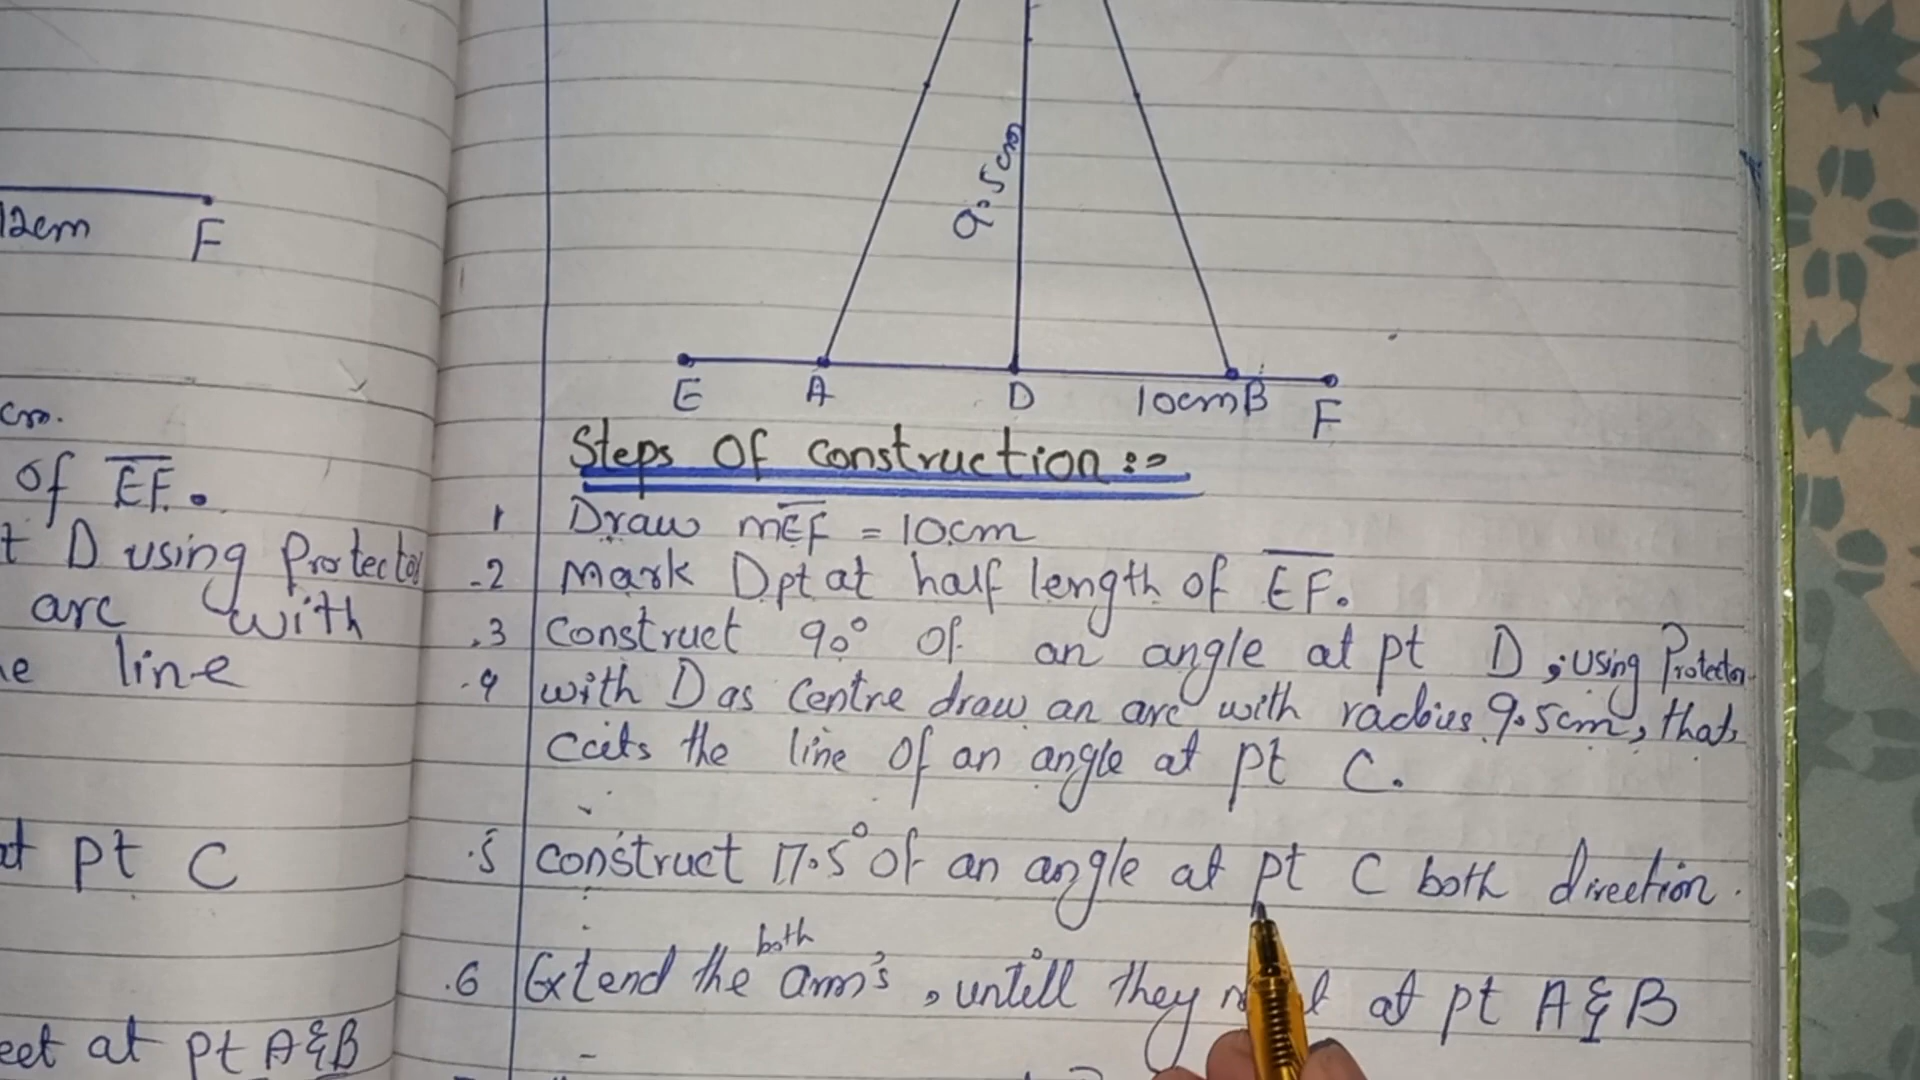 12cm F
cm.
of EF.
t D using Protector
arc with
e line
at pt C
eet at pt A&B
9.5cm
E A D 10cm B F
Steps Of Construction :-
1 Draw mEF = 10cm
2 Mark D pt at half length of EF.
3 Construct 90° Of an angle at pt D, using Protector
4 with D as Centre draw an arc with radius 9.5cm, that
cuts the line Of an angle at pt C.
5 Construct 17.5° Of an angle at pt C both direction.
6 Extend the both arm's, untill they at pt A & B